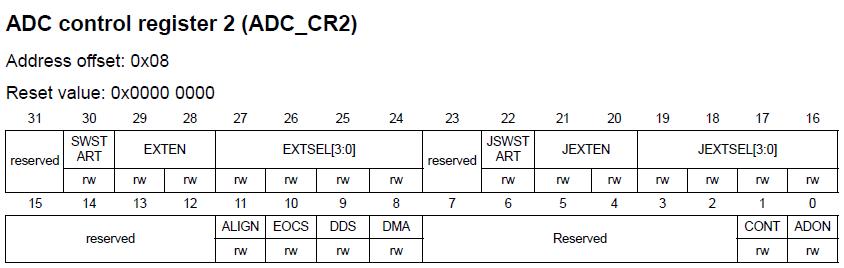 ADC control register 2 (ADC_CR2)
Address offset: 0x08
Reset value: 0x0000 0000
31 30 29 28 27 26 25 24 23 22 21 20 19 18 17 16
reserved SWST ART EXTEN EXTSEL[3:0] reserved JSWST ART JEXTEN JEXTSEL[3:0]
rw rw rw rw rw rw rw rw rw rw rw rw rw rw
15 14 13 12 11 10 9 8 7 6 5 4 3 2 1 0
reserved ALIGN EOCS DDS DMA Reserved CONT ADON
rw rw rw rw rw rw